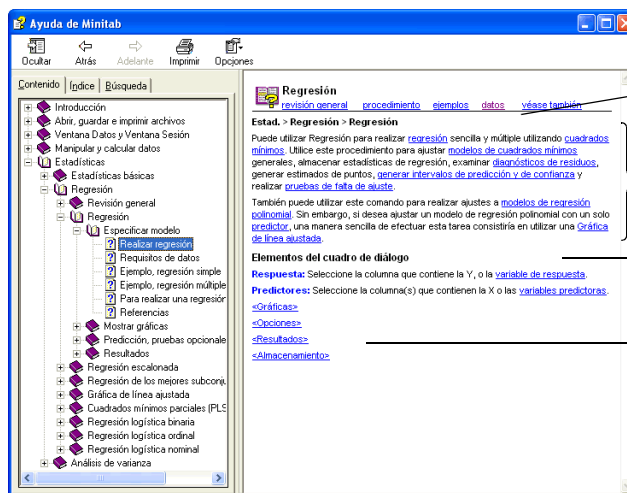 Ayuda de Minitab
Ocultar Atrás Adelante Imprimir Opciones
Contenido Índice Búsqueda
Introducción
Abrir, guardar e imprimir archivos
Ventana Datos y Ventana Sesión
Manipular y calcular datos
Estadísticas
Estadísticas básicas
Regresión
Revisión general
Regresión
Especificar modelo
Realizar regresión
Requisitos de datos
Ejemplo, regresión simple
Ejemplo, regresión múltiple
Para realizar una regresión
Referencias
Mostrar gráficas
Predicción, pruebas opcionale
Resultados
Regresión escalonada
Regresión de los mejores subconj
Gráfica de línea ajustada
Cuadrados mínimos parciales (PLS
Regresión logística binaria
Regresión logística ordinal
Regresión logística nominal
Análisis de varianza
Regresión
revisión general procedimiento ejemplos datos véase también
Estad. > Regresión > Regresión
Puede utilizar Regresión para realizar regresión sencilla y múltiple utilizando cuadrados
mínimos. Utilice este procedimiento para ajustar modelos de cuadrados mínimos
generales, almacenar estadísticas de regresión, examinar diagnósticos de residuos,
generar estimados de puntos, generar intervalos de predicción y de confianza y
realizar pruebas de falta de ajuste.
También puede utilizar este comando para realizar ajustes a modelos de regresión
polinomial. Sin embargo, si desea ajustar un modelo de regresión polinomial con un solo
predictor, una manera sencilla de efectuar esta tarea consistiría en utilizar una Gráfica
de línea ajustada.
Elementos del cuadro de diálogo
Respuesta: Seleccione la columna que contiene la Y, o la variable de respuesta.
Predictores: Seleccione la columna(s) que contienen la X o las variables predictoras.
<Gráficas>
<Opciones>
<Resultados>
<Almacenamiento>